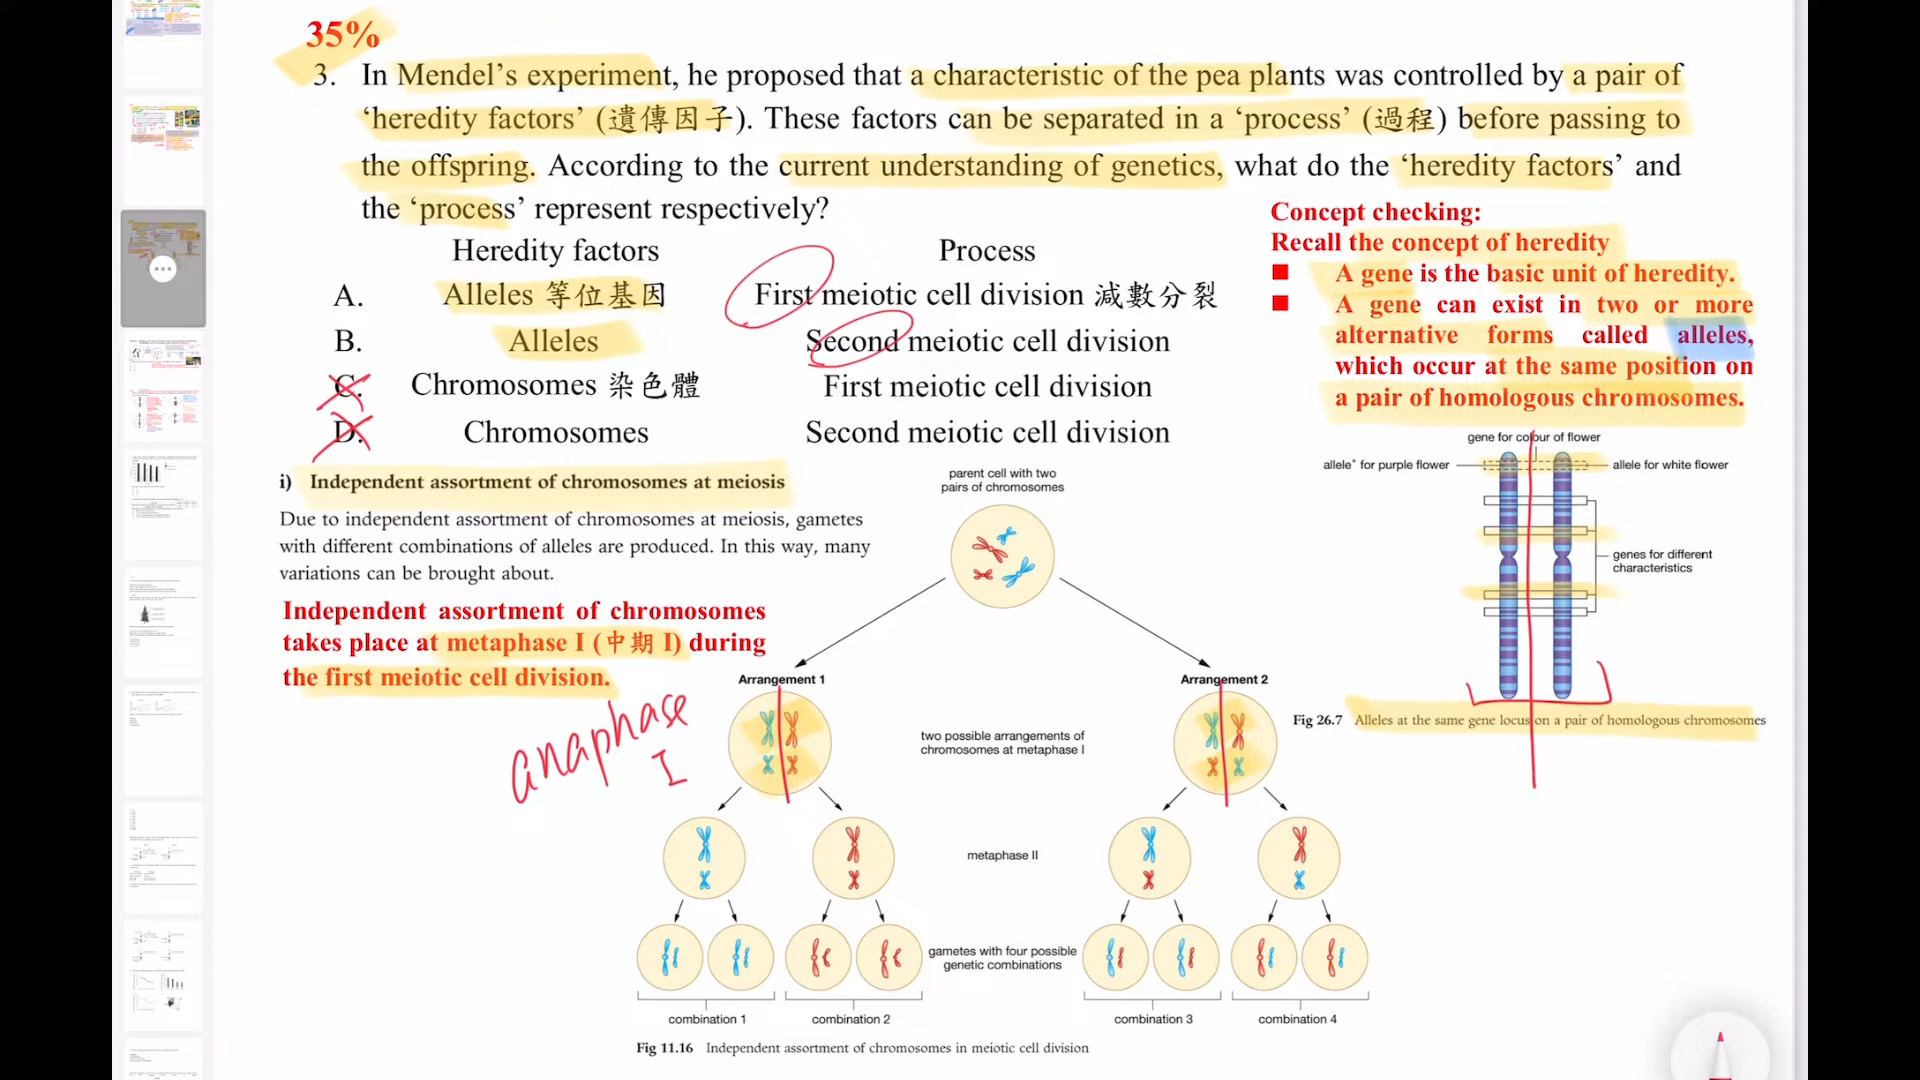 35%
3. In Mendel's experiment, he proposed that a characteristic of the pea plants was controlled by a pair of
'heredity factors' (遺傳因子). These factors can be separated in a 'process' (過程) before passing to
the offspring. According to the current understanding of genetics, what do the 'heredity factors' and
the 'process' represent respectively?
Heredity factors Process
A. Alleles 等位基因 First meiotic cell division 減數分裂
B. Alleles Second meiotic cell division
C. Chromosomes 染色體 First meiotic cell division
D. Chromosomes Second meiotic cell division
Concept checking:
Recall the concept of heredity
■ A gene is the basic unit of heredity.
■ A gene can exist in two or more
alternative forms called alleles,
which occur at the same position on
a pair of homologous chromosomes.
gene for colour of flower
allele* for purple flower
allele for white flower
genes for different
characteristics
Fig 26.7 Alleles at the same gene locus on a pair of homologous chromosomes
i) Independent assortment of chromosomes at meiosis
Due to independent assortment of chromosomes at meiosis, gametes
with different combinations of alleles are produced. In this way, many
variations can be brought about.
Independent assortment of chromosomes
takes place at metaphase I (中期 I) during
the first meiotic cell division.
anaphase
I
parent cell with two
pairs of chromosomes
Arrangement 1
Arrangement 2
two possible arrangements of
chromosomes at metaphase I
metaphase II
gametes with four possible
genetic combinations
combination 1
combination 2
combination 3
combination 4
Fig 11.16 Independent assortment of chromosomes in meiotic cell division